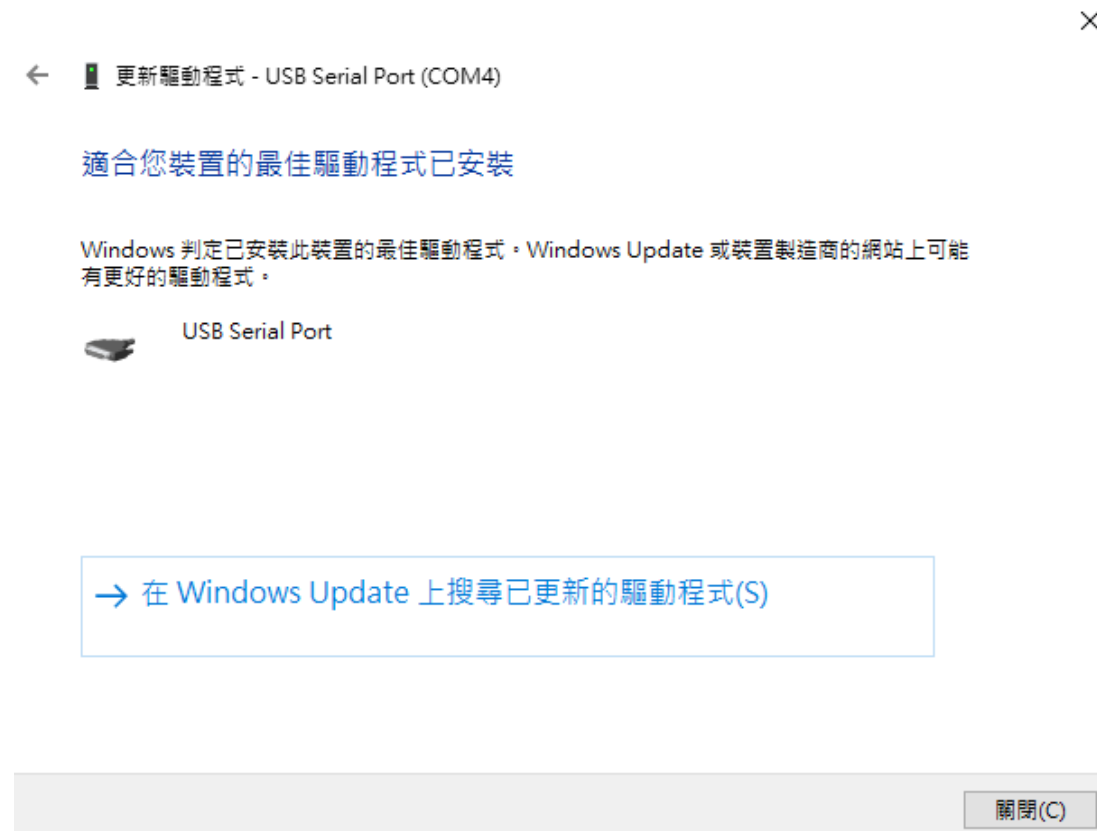 更新驅動程式 - USB Serial Port (COM4)
適合您裝置的最佳驅動程式已安裝
Windows 判定已安裝此裝置的最佳驅動程式。Windows Update 或裝置製造商的網站上可能
有更好的驅動程式。
USB Serial Port
在 Windows Update 上搜尋已更新的驅動程式(S)
關閉(C)